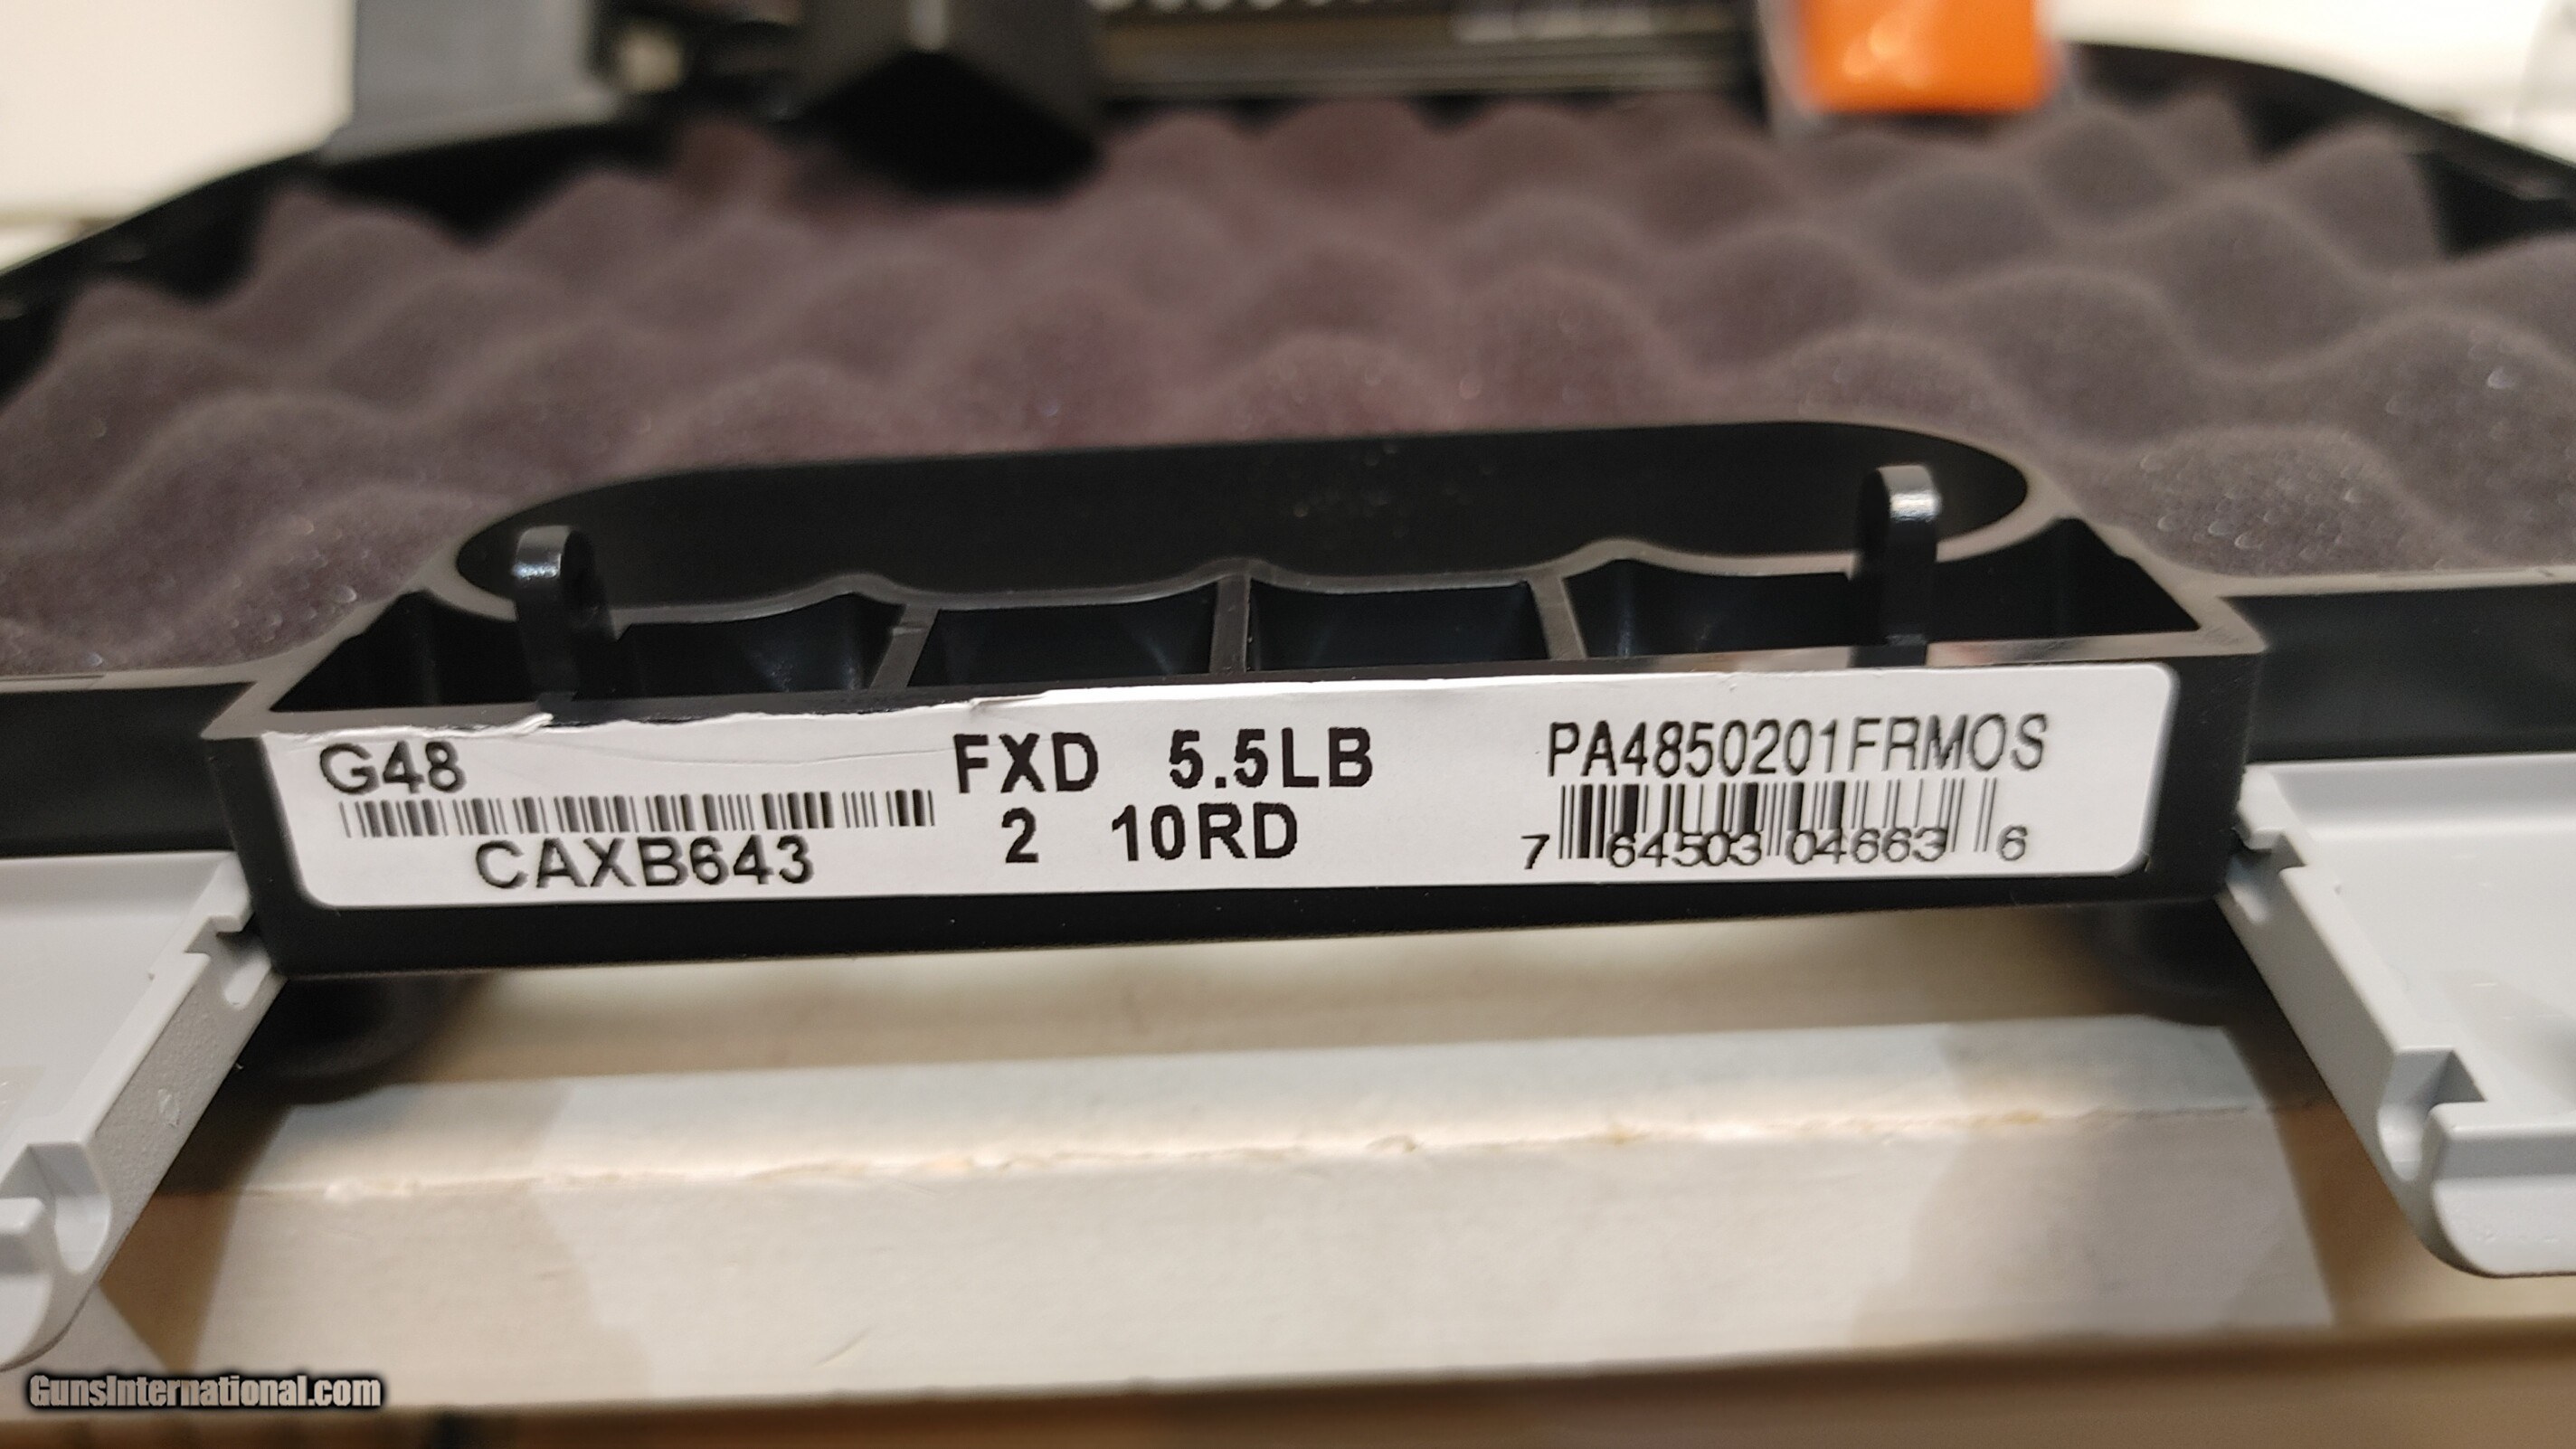 G48
CAXB643
FXD 5.5LB
2 10RD
PA4850201FRMOS
7 64503 04663 6
GunsInternational.com